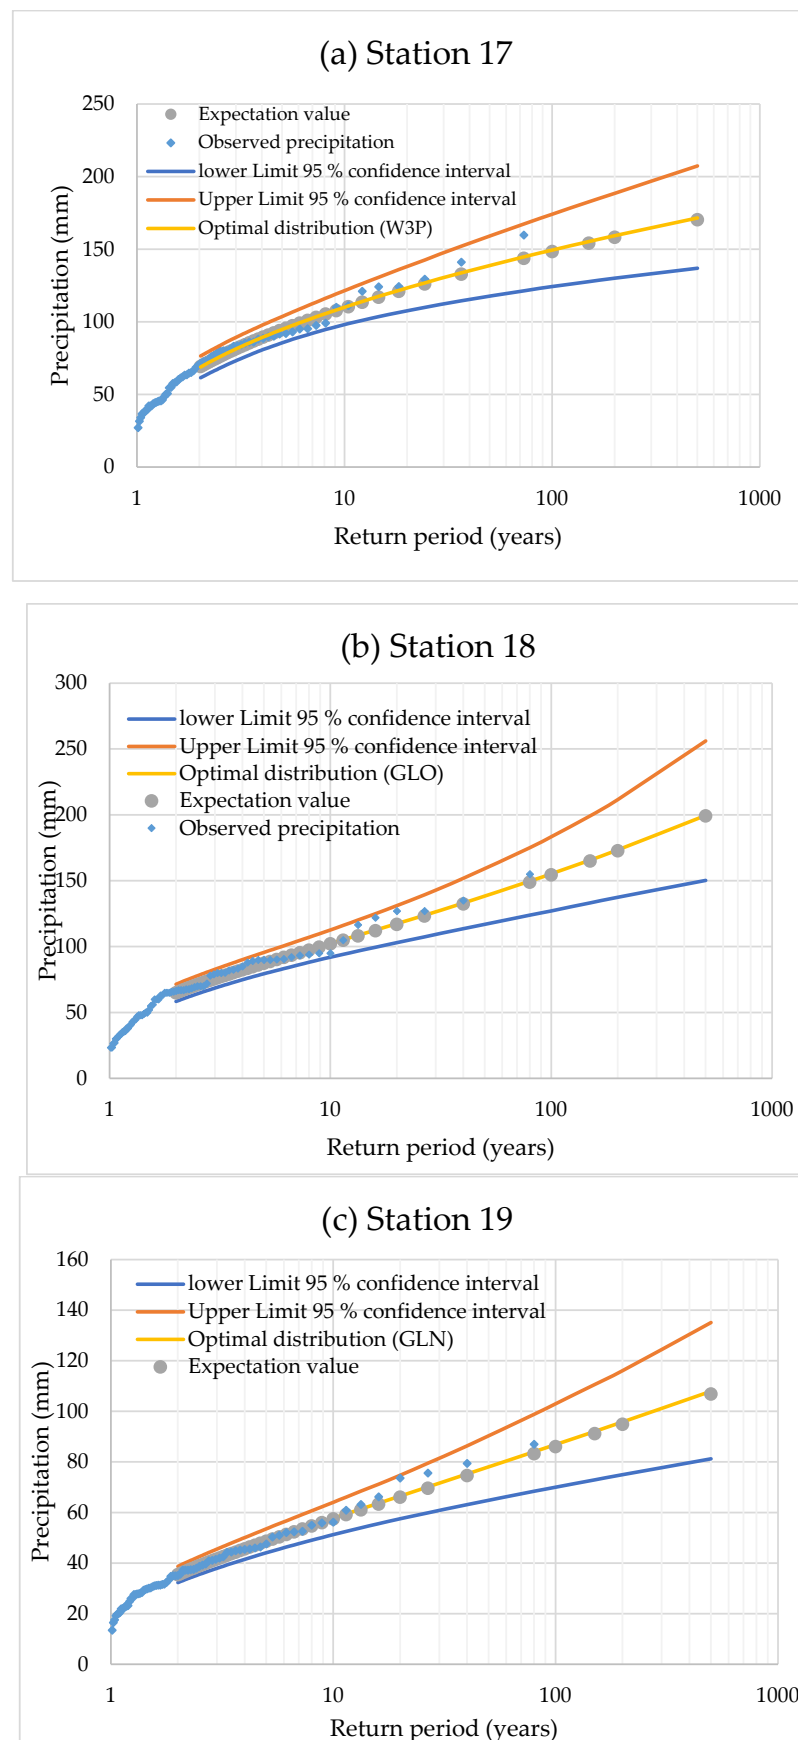 (a) Station 17
250
200
150
100
50
0
Precipitation (mm)
Expectation value
Observed precipitation
lower Limit 95 % confidence interval
Upper Limit 95 % confidence interval
Optimal distribution (W3P)
1 10 100 1000
Return period (years)
(b) Station 18
300
250
200
150
100
50
0
Precipitation (mm)
lower Limit 95 % confidence interval
Upper Limit 95 % confidence interval
Optimal distribution (GLO)
Expectation value
Observed precipitation
1 10 100 1000
Return period (years)
(c) Station 19
160
140
120
100
80
60
40
20
0
Precipitation (mm)
lower Limit 95 % confidence interval
Upper Limit 95 % confidence interval
Optimal distribution (GLN)
Expectation value
1 10 100 1000
Return period (years)